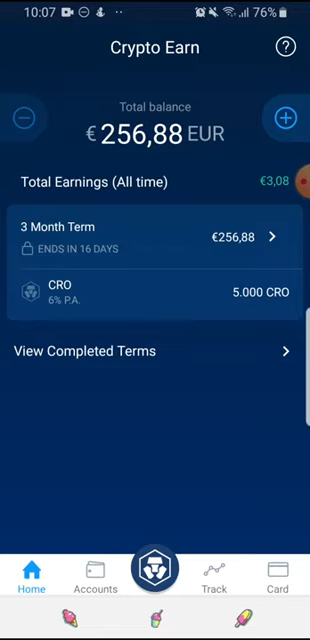 10:07 76%
Crypto Earn
Total balance
€ 256,88 EUR
Total Earnings (All time) €3,08
3 Month Term
€256,88
ENDS IN 16 DAYS
CRO
5.000 CRO
6% P.A.
View Completed Terms
Home Accounts Track Card